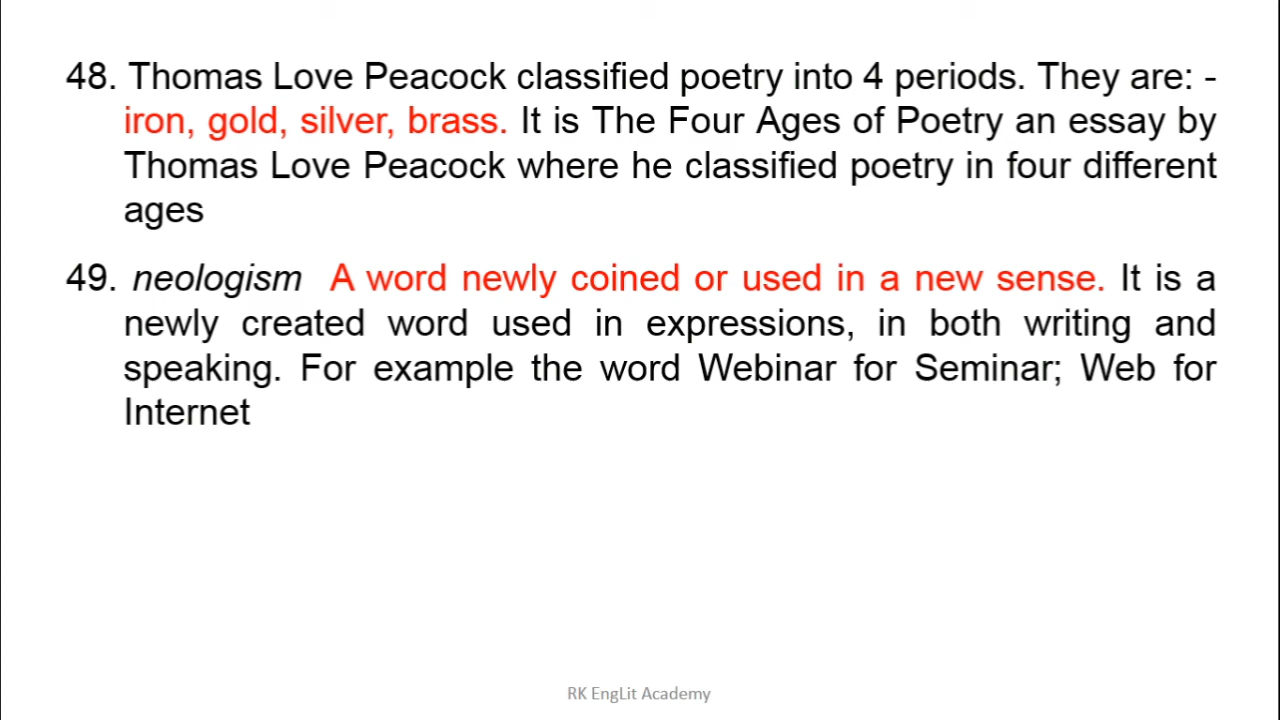 48. Thomas Love Peacock classified poetry into 4 periods. They are: -
iron, gold, silver, brass. It is The Four Ages of Poetry an essay by
Thomas Love Peacock where he classified poetry in four different
ages
49. neologism A word newly coined or used in a new sense. It is a
newly created word used in expressions, in both writing and
speaking. For example the word Webinar for Seminar; Web for
Internet
RK EngLit Academy